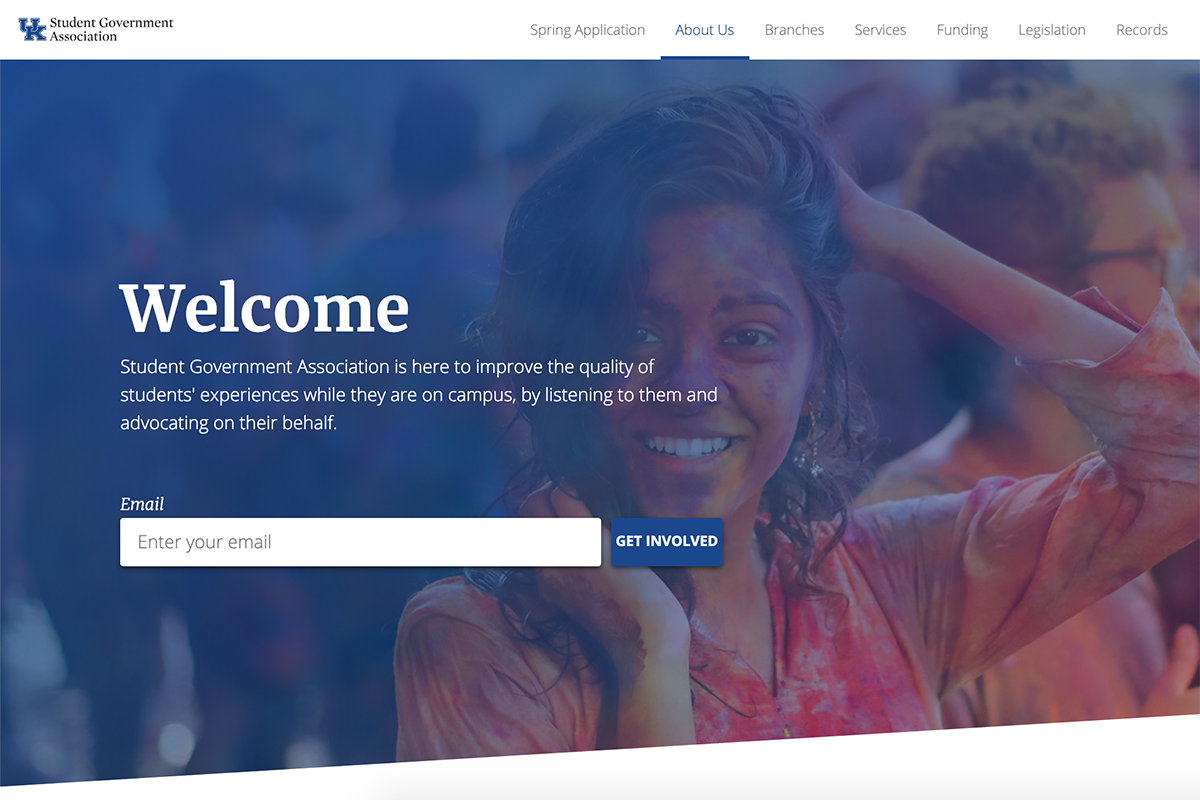 UK Student Government
Association
Spring Application About Us Branches Services Funding Legislation Records
Welcome
Student Government Association is here to improve the quality of
students' experiences while they are on campus, by listening to them and
advocating on their behalf.
Email
Enter your email GET INVOLVED